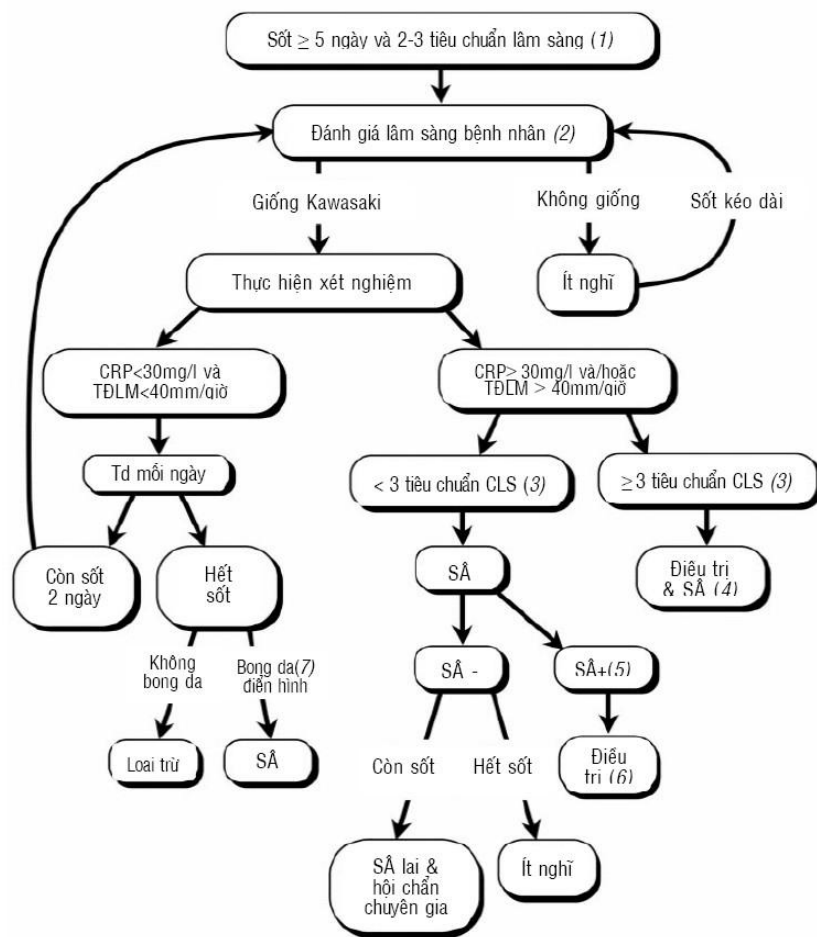 Sốt ≥ 5 ngày và 2-3 tiêu chuẩn lâm sàng (1)
Đánh giá lâm sàng bệnh nhân (2)
Giống Kawasaki
Không giống
Sốt kéo dài
Thực hiện xét nghiệm
Ít nghĩ
CRP<30mg/l và
TĐLM<40mm/giờ
CRP≥ 30mg/l và/hoặc
TĐLM > 40mm/giờ
Td mỗi ngày
< 3 tiêu chuẩn CLS (3)
≥ 3 tiêu chuẩn CLS (3)
Còn sốt
2 ngày
Hết
sốt
SÂ
Điều trị
& SÂ (4)
Không
bong da
Bong da(7)
điển hình
SÂ -
SÂ+(5)
Loai trừ
SÂ
Còn sốt
Hết sốt
Điều
tri (6)
SÂ lai &
hội chẩn
chuyên gia
Ít nghĩ